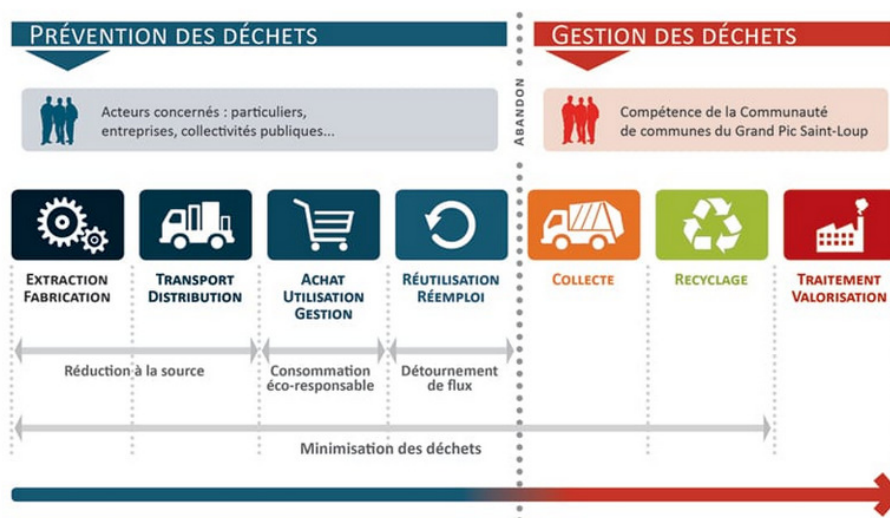 PRÉVENTION DES DÉCHETS
GESTION DES DÉCHETS
Acteurs concernés : particuliers,
entreprises, collectivités publiques...
ABANDON
Compétence de la Communauté
de communes du Grand Pic Saint-Loup
EXTRACTION
FABRICATION
TRANSPORT
DISTRIBUTION
ACHAT
UTILISATION
GESTION
RÉUTILISATION
RÉEMPLOI
COLLECTE
RECYCLAGE
TRAITEMENT
VALORISATION
Réduction à la source
Consommation
éco-responsable
Détournement
de flux
Minimisation des déchets